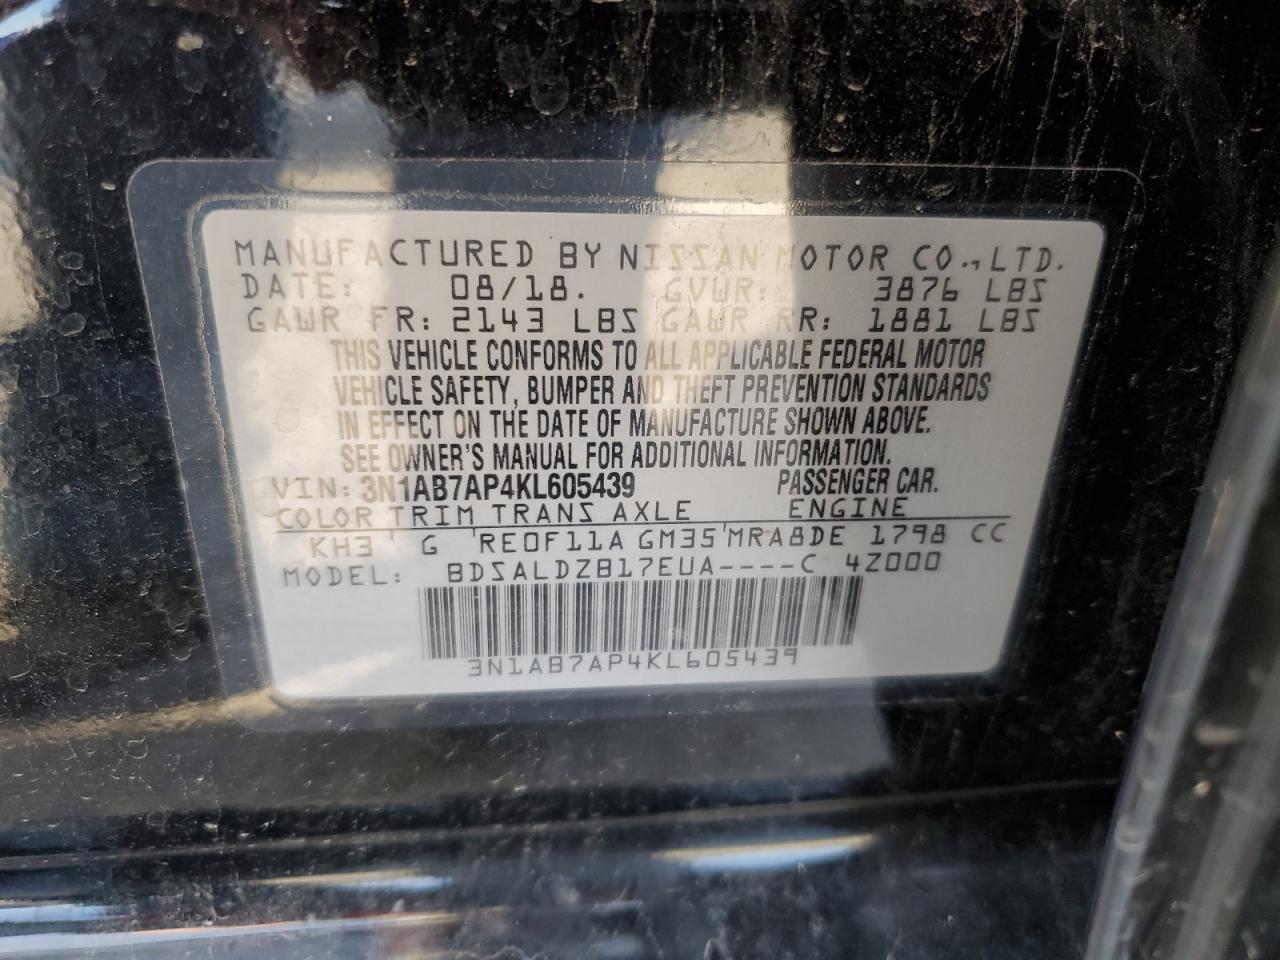 MANUFACTURED BY NISSAN MOTOR CO., LTD.
DATE: 08/18. GVWR: 3876 LBS
GAWR FR: 2143 LBS GAWR RR: 1881 LBS
THIS VEHICLE CONFORMS TO ALL APPLICABLE FEDERAL MOTOR
VEHICLE SAFETY, BUMPER AND THEFT PREVENTION STANDARDS
IN EFFECT ON THE DATE OF MANUFACTURE SHOWN ABOVE.
SEE OWNER'S MANUAL FOR ADDITIONAL INFORMATION.
VIN: 3N1AB7AP4KL605439 PASSENGER CAR.
COLOR TRIM TRANS AXLE ENGINE
KH3 ' G ' RE0F11A GM35 ' MRA8DE 1798 CC
MODEL: BDSALDZB17EUA----C 4Z000
3N1AB7AP4KL605439